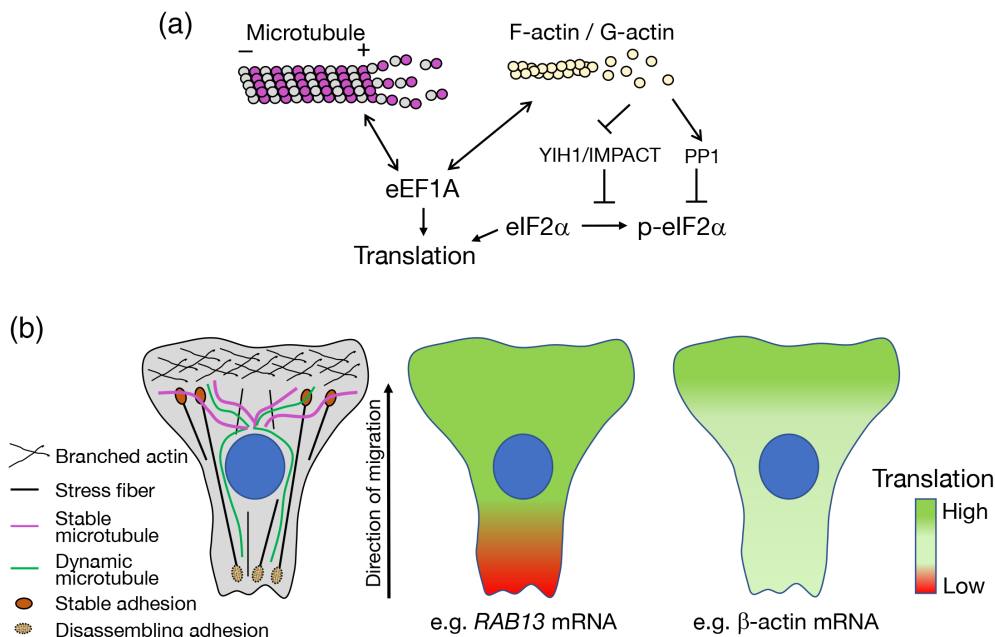 (a)
Microtubule
− +
F-actin / G-actin
YIH1/IMPACT PP1
eEF1A
eIF2α p-eIF2α
Translation
(b)
Branched actin
Stress fiber
Stable
microtubule
Dynamic
microtubule
Stable adhesion
Disassembling adhesion
Direction of migration
e.g. RAB13 mRNA
e.g. β-actin mRNA
Translation
High
Low